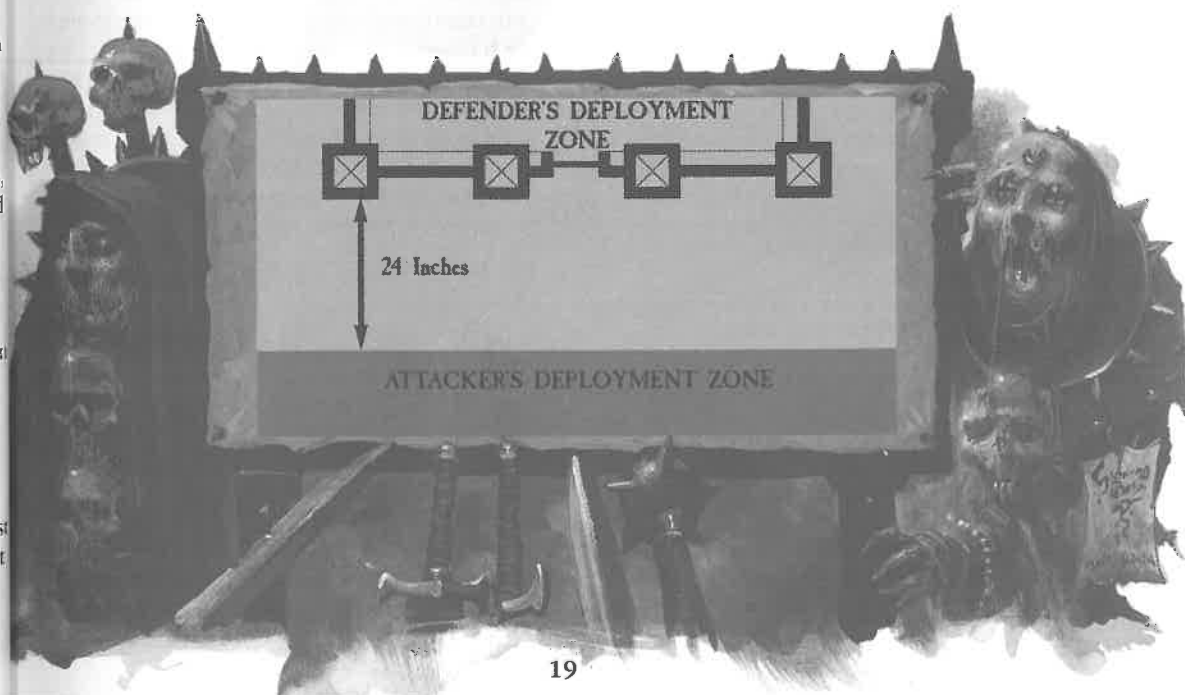 DEFENDER'S DEPLOYMENT
ZONE
24 Inches
ATTACKER'S DEPLOYMENT ZONE
19